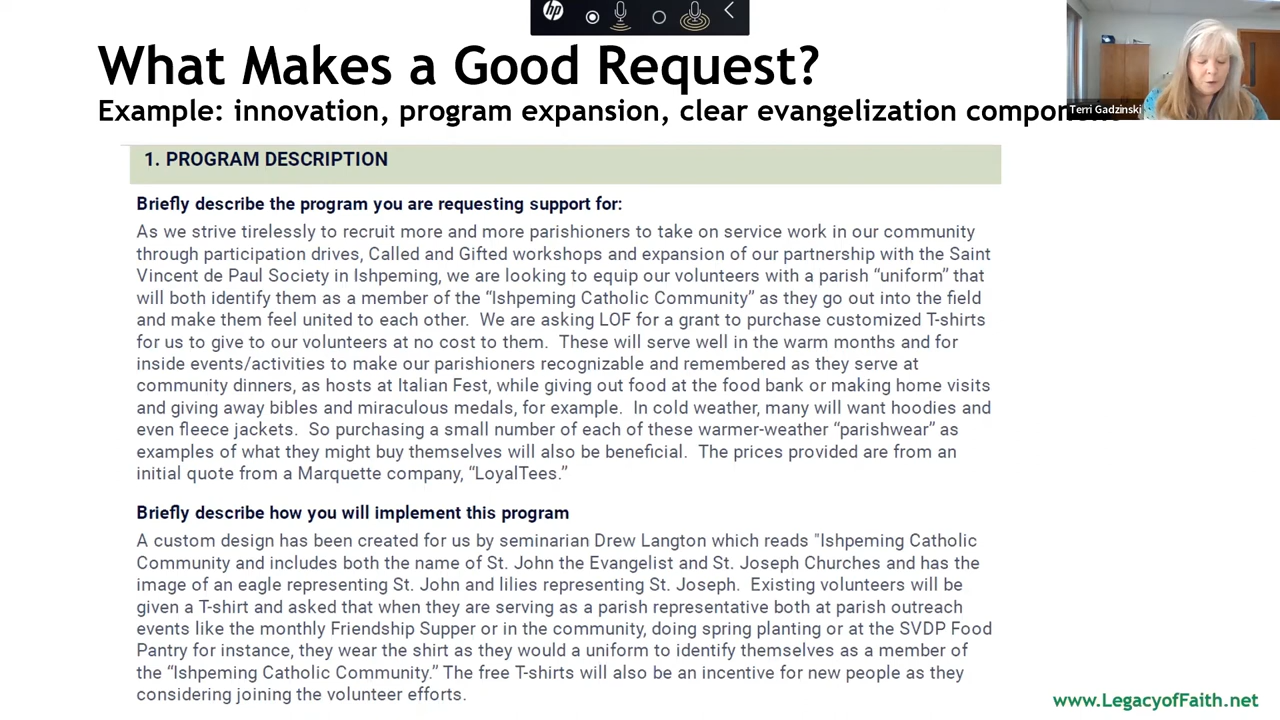 hp
What Makes a Good Request?
Example: innovation, program expansion, clear evangelization
Terri Gadzinski
1. PROGRAM DESCRIPTION
Briefly describe the program you are requesting support for:
As we strive tirelessly to recruit more and more parishioners to take on service work in our community
through participation drives, Called and Gifted workshops and expansion of our partnership with the Saint
Vincent de Paul Society in Ishpeming, we are looking to equip our volunteers with a parish “uniform” that
will both identify them as a member of the “Ishpeming Catholic Community” as they go out into the field
and make them feel united to each other.  We are asking LOF for a grant to purchase customized T-shirts
for us to give to our volunteers at no cost to them.  These will serve well in the warm months and for
inside events/activities to make our parishioners recognizable and remembered as they serve at
community dinners, as hosts at Italian Fest, while giving out food at the food bank or making home visits
and giving away bibles and miraculous medals, for example.  In cold weather, many will want hoodies and
even fleece jackets.  So purchasing a small number of each of these warmer-weather “parishwear” as
examples of what they might buy themselves will also be beneficial.  The prices provided are from an
initial quote from a Marquette company, “LoyalTees.”
Briefly describe how you will implement this program
A custom design has been created for us by seminarian Drew Langton which reads "Ishpeming Catholic
Community and includes both the name of St. John the Evangelist and St. Joseph Churches and has the
image of an eagle representing St. John and lilies representing St. Joseph.  Existing volunteers will be
given a T-shirt and asked that when they are serving as a parish representative both at parish outreach
events like the monthly Friendship Supper or in the community, doing spring planting or at the SVDP Food
Pantry for instance, they wear the shirt as they would a uniform to identify themselves as a member of
the “Ishpeming Catholic Community.” The free T-shirts will also be an incentive for new people as they
considering joining the volunteer efforts.
www.LegacyofFaith.net